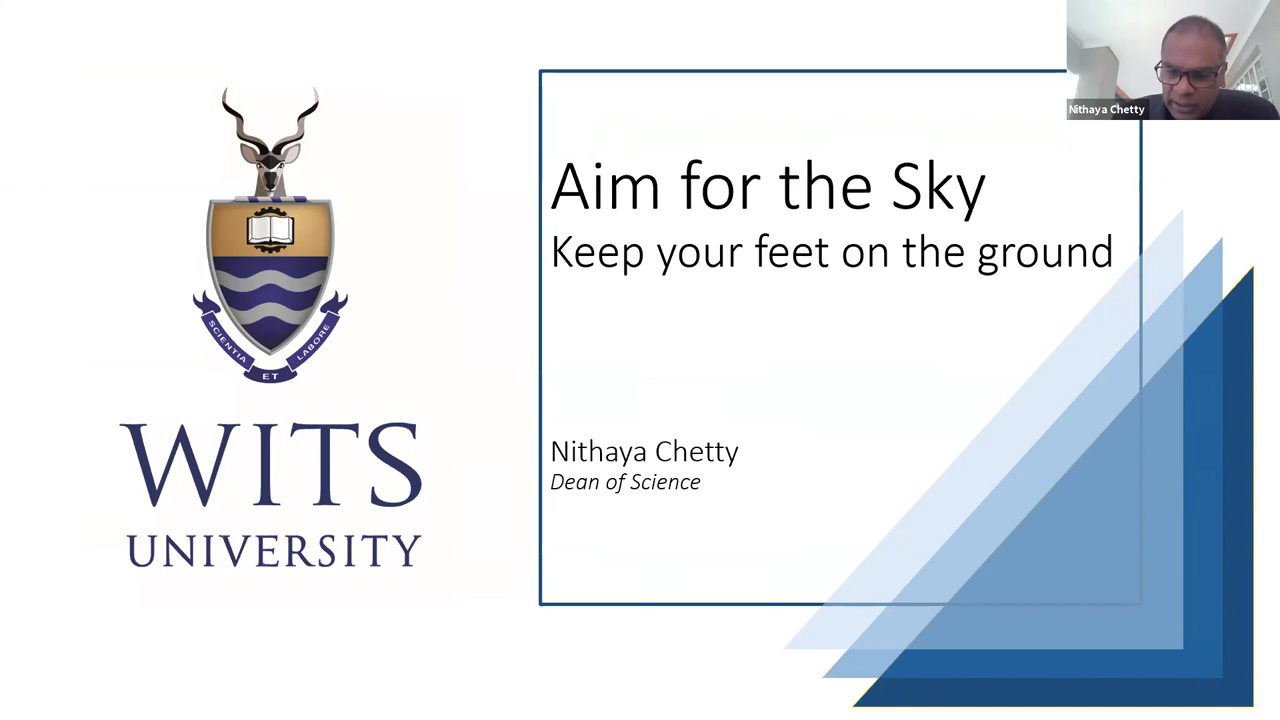 Nithaya Chetty
Aim for the Sky
Keep your feet on the ground
Nithaya Chetty
Dean of Science
SCIENTIA
ET
LABORE
WITS
UNIVERSITY